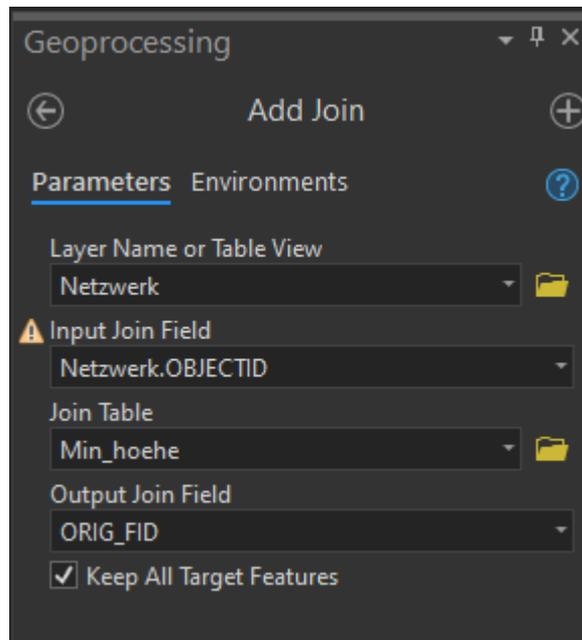 Geoprocessing
Add Join
Parameters Environments
Layer Name or Table View
Netzwerk
Input Join Field
Netzwerk.OBJECTID
Join Table
Min_hoehe
Output Join Field
ORIG_FID
Keep All Target Features